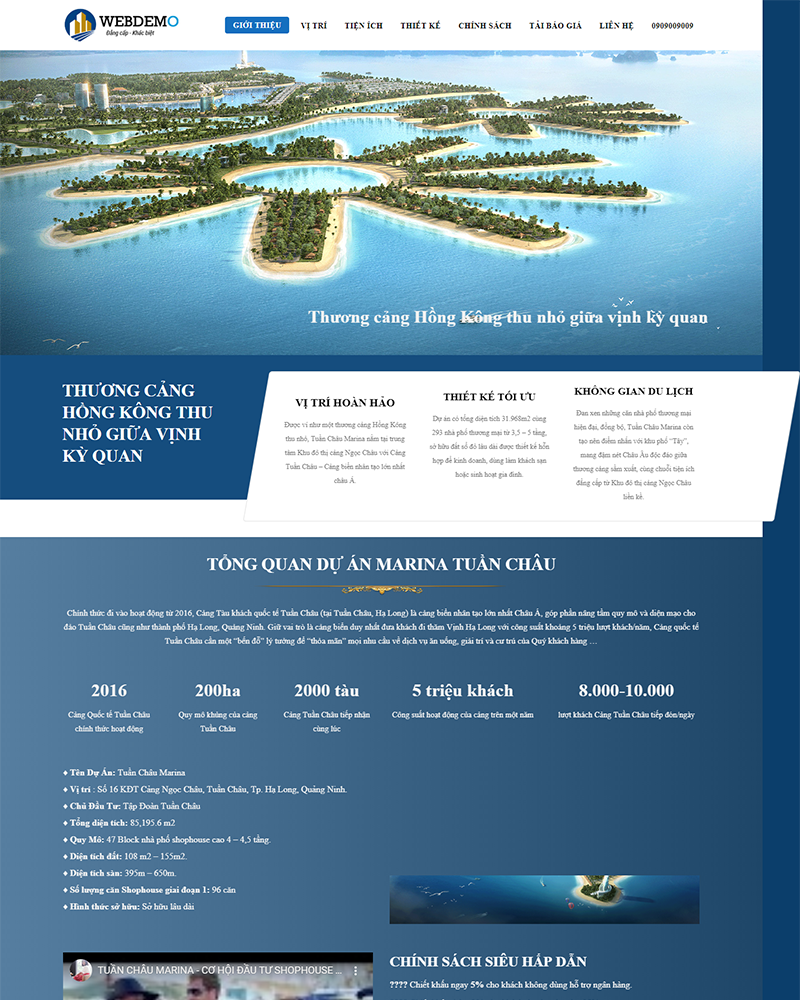 WEBDEMO
Đẳng cấp - Khác biệt
GIỚI THIỆU
VỊ TRÍ
TIỆN ÍCH
THIẾT KẾ
CHÍNH SÁCH
TẢI BÁO GIÁ
LIÊN HỆ
0909009009
Thương cảng Hồng Kông thu nhỏ giữa vịnh kỳ quan
THƯƠNG CẢNG
HỒNG KÔNG THU
NHỎ GIỮA VỊNH
KỲ QUAN
VỊ TRÍ HOÀN HẢO
Được ví như một thương cảng Hồng Kông
thu nhỏ, Tuần Châu Marina nằm tại trung
tâm Khu đô thị cảng Ngọc Châu với Cảng
Tuần Châu – Cảng biển nhân tạo lớn nhất
châu Á.
THIẾT KẾ TỐI ƯU
Dự án có tổng diện tích 31.968m2 cùng
293 nhà phố thương mại từ 3,5 – 5 tầng,
sở hữu đất sổ đỏ lâu dài được thiết kế hỗn
hợp để kinh doanh, dùng làm khách sạn
hoặc sinh hoạt gia đình.
KHÔNG GIAN DU LỊCH
Đan xen những căn nhà phố thương mại
hiện đại, đồng bộ, Tuần Châu Marina còn
tạo nên điểm nhấn với khu phố "Tây",
mang đậm nét Châu Âu độc đáo giữa
thương cảng sầm xuất, cùng chuỗi tiện ích
đẳng cấp từ Khu đô thị cảng Ngọc Châu
liền kề.
TỔNG QUAN DỰ ÁN MARINA TUẦN CHÂU
Chính thức đi vào hoạt động từ 2016, Cảng Tàu khách quốc tế Tuần Châu (tại Tuần Châu, Hạ Long) là cảng biển nhân tạo lớn nhất Châu Á, góp phần nâng tầm quy mô và diện mạo cho
đảo Tuần Châu cũng như thành phố Hạ Long, Quảng Ninh. Giữ vai trò là cảng biển duy nhất đưa khách đi thăm Vịnh Hạ Long với công suất khoảng 5 triệu lượt khách/năm, Cảng quốc tế
Tuần Châu cần một "bến đỗ" lý tưởng để "thỏa mãn" mọi nhu cầu về dịch vụ ăn uống, giải trí và cư trú của Quý khách hàng …
2016
Cảng Quốc tế Tuần Châu
chính thức hoạt động
200ha
Quy mô khủng của cảng
Tuần Châu
2000 tàu
Cảng Tuần Châu tiếp nhận
cùng lúc
5 triệu khách
Công suất hoạt động của cảng trên một năm
8.000-10.000
lượt khách Cảng Tuần Châu tiếp đón/ngày
♦ Tên Dự Án: Tuần Châu Marina
♦ Vị trí : Số 16 KĐT Cảng Ngọc Châu, Tuần Châu, Tp. Hạ Long, Quảng Ninh.
♦ Chủ Đầu Tư: Tập Đoàn Tuần Châu
♦ Tổng diện tích: 85,195.6 m2
♦ Quy Mô: 47 Block nhà phố shophouse cao 4 – 4,5 tầng.
♦ Diện tích đất: 108 m2 – 155m2.
♦ Diện tích sàn: 395m – 650m.
♦ Số lượng căn Shophouse giai đoạn 1: 96 căn
♦ Hình thức sở hữu: Sở hữu lâu dài
TUẦN CHÂU MARINA - CƠ HỘI ĐẦU TƯ SHOPHOUSE ...
CHÍNH SÁCH SIÊU HẤP DẪN
???? Chiết khấu ngay 5% cho khách không dùng hỗ trợ ngân hàng.